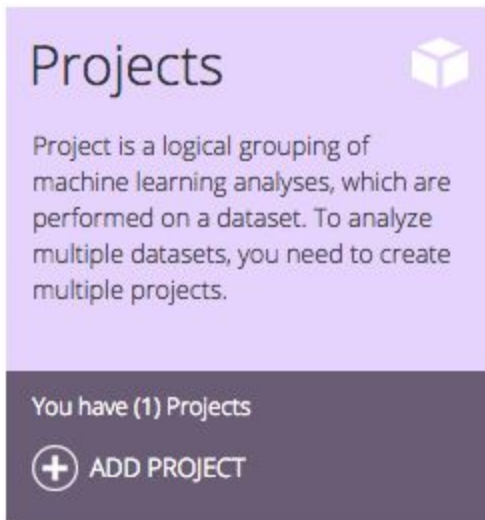 Projects
Project is a logical grouping of
machine learning analyses, which are
performed on a dataset. To analyze
multiple datasets, you need to create
multiple projects.
You have (1) Projects
ADD PROJECT